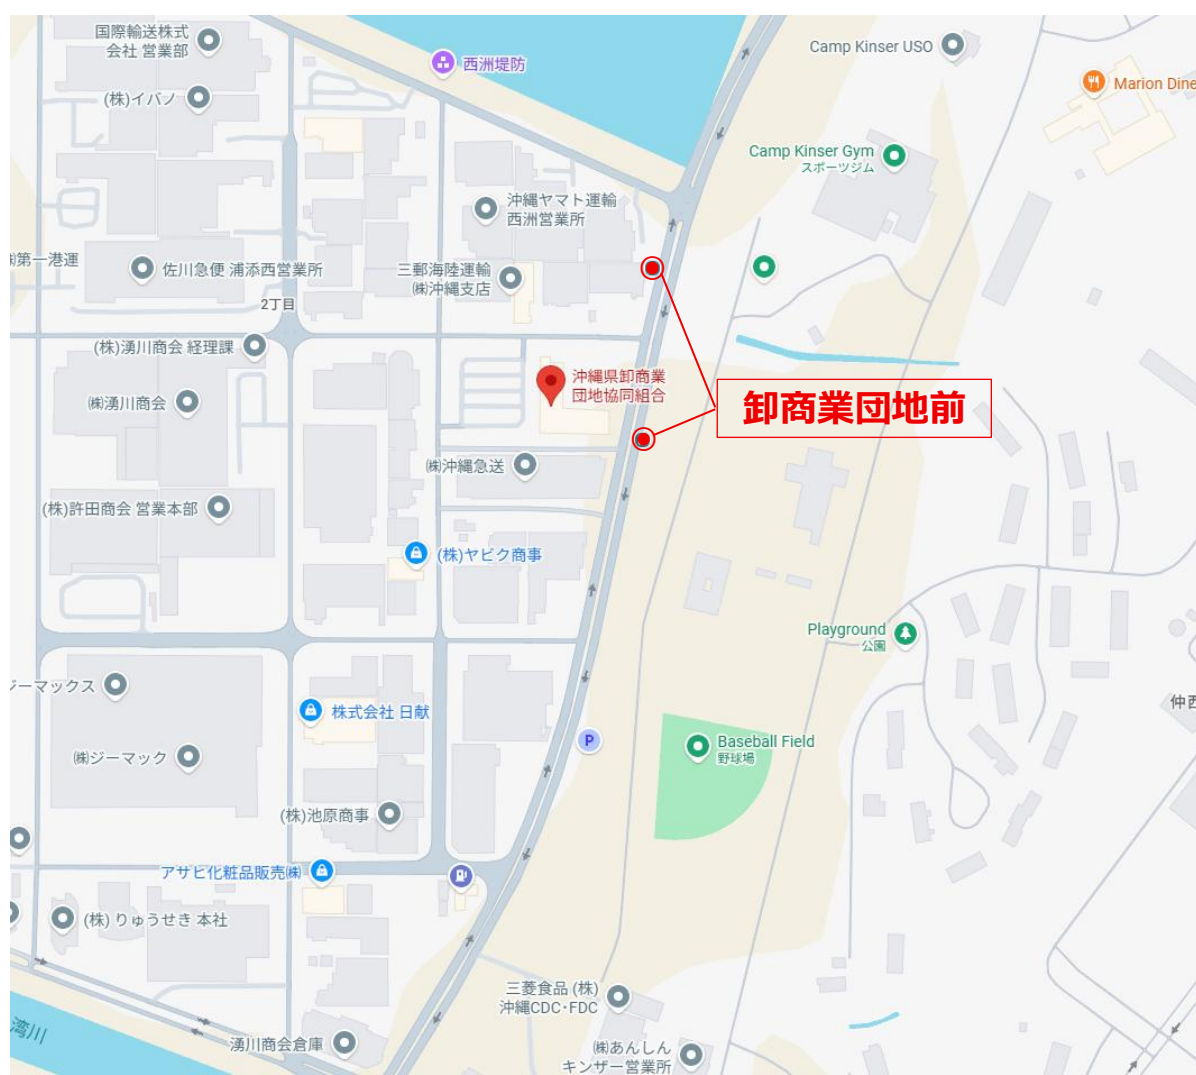 国際輸送株式
会社 営業部
Camp Kinser USO
西洲堤防
Marion Dine
(株)イバノ
Camp Kinser Gym
スポーツジム
沖縄ヤマト運輸
西洲営業所
㈱第一港運
佐川急便 浦添西営業所
三郵海陸運輸
㈱沖縄支店
2丁目
(株)湧川商会 経理課
沖縄県卸商業
団地協同組合
㈱湧川商会
卸商業団地前
㈱沖縄急送
(株)許田商会 営業本部
(株)ヤビク商事
Playground
公園
ジーマックス
仲西
株式会社 日献
P
Baseball Field
野球場
㈱ジーマック
(株)池原商事
アサヒ化粧品販売㈱
(株) りゅうせき 本社
三菱食品 (株)
沖縄CDC・FDC
湾川
湧川商会倉庫
㈱あんしん
キンザー営業所